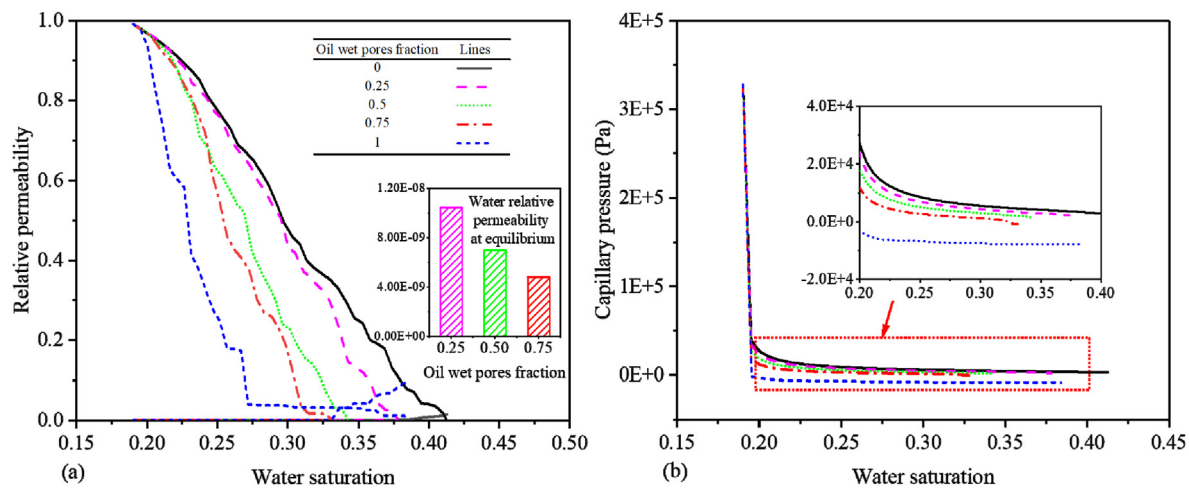 1.0
0.8
0.6
0.4
0.2
0.0
Relative permeability
Oil wet pores fraction Lines
0
0.25
0.5
0.75
1
1.20E-08
8.00E-09
4.00E-09
0.00E+00
Water relative
permeability
at equilibrium
0.25 0.50 0.75
Oil wet pores fraction
0.15 0.20 0.25 0.30 0.35 0.40 0.45 0.50
(a) Water saturation
4E+5
3E+5
2E+5
1E+5
0E+0
Capillary pressure (Pa)
4.0E+4
2.0E+4
0.0E+0
-2.0E+4
0.20 0.25 0.30 0.35 0.40
0.15 0.20 0.25 0.30 0.35 0.40 0.45
(b) Water saturation